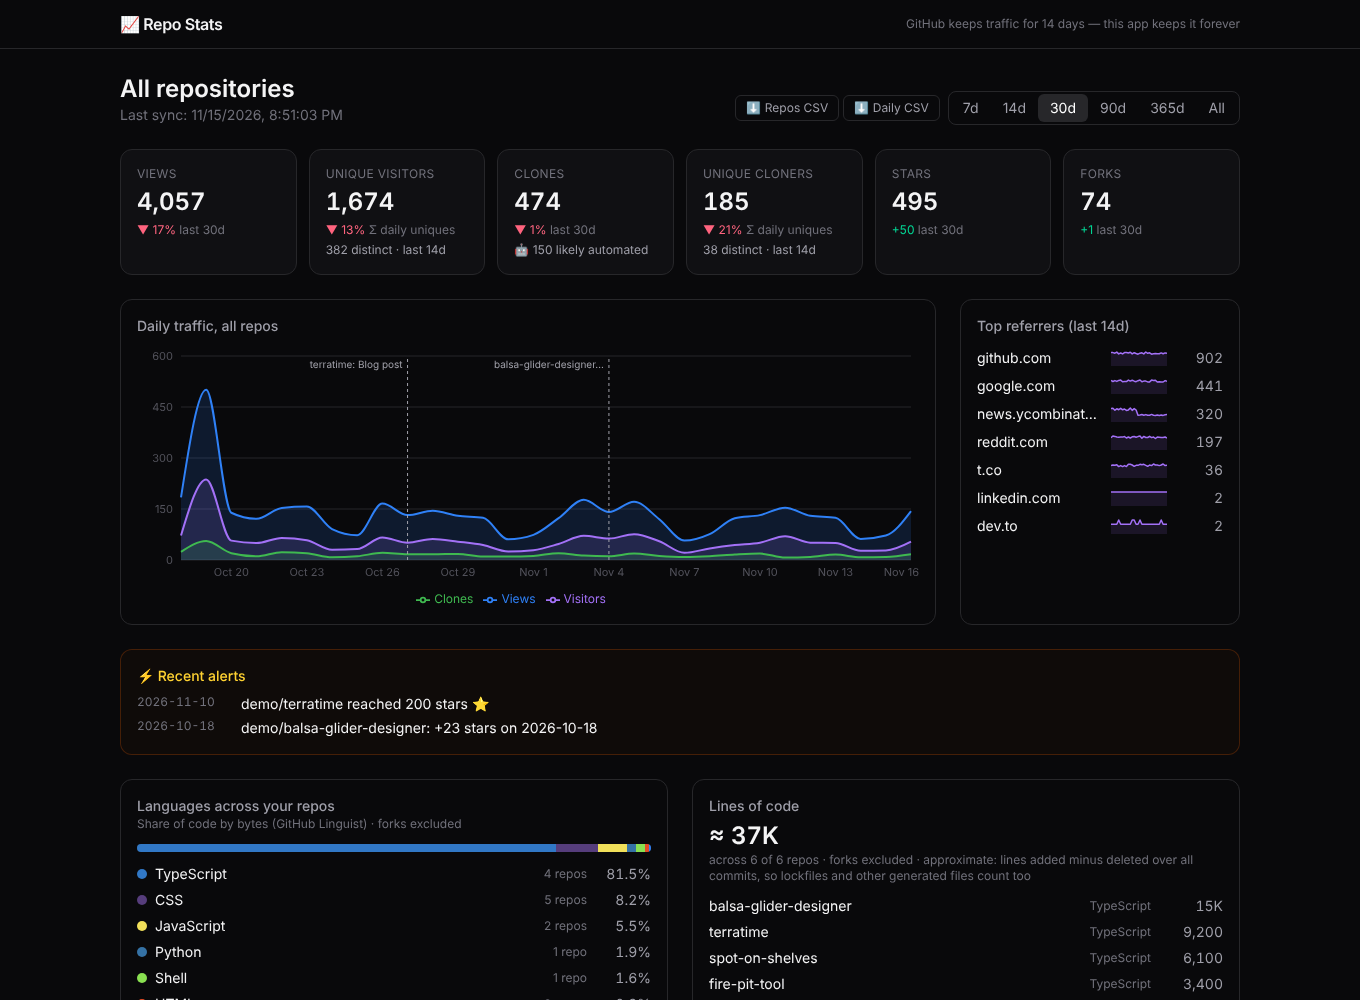 📈 Repo Stats
GitHub keeps traffic for 14 days — this app keeps it forever
All repositories
Last sync: 11/15/2026, 8:51:03 PM
⬇️ Repos CSV
⬇️ Daily CSV
7d 14d 30d 90d 365d All
VIEWS
4,057
▼ 17% last 30d
UNIQUE VISITORS
1,674
▼ 13% Σ daily uniques
382 distinct · last 14d
CLONES
474
▼ 1% last 30d
🤖 150 likely automated
UNIQUE CLONERS
185
▼ 21% Σ daily uniques
38 distinct · last 14d
STARS
495
+50 last 30d
FORKS
74
+1 last 30d
Daily traffic, all repos
600
450
300
150
0
terratime: Blog post
balsa-glider-designer...
Oct 20 Oct 23 Oct 26 Oct 29 Nov 1 Nov 4 Nov 7 Nov 10 Nov 13 Nov 16
Clones Views Visitors
Top referrers (last 14d)
github.com 902
google.com 441
news.ycombinat... 320
reddit.com 197
t.co 36
linkedin.com 2
dev.to 2
⚡ Recent alerts
2026-11-10 demo/terratime reached 200 stars ⭐
2026-10-18 demo/balsa-glider-designer: +23 stars on 2026-10-18
Languages across your repos
Share of code by bytes (GitHub Linguist) · forks excluded
TypeScript 4 repos 81.5%
CSS 5 repos 8.2%
JavaScript 2 repos 5.5%
Python 1 repo 1.9%
Shell 1 repo 1.6%
Lines of code
≈ 37K
across 6 of 6 repos · forks excluded · approximate: lines added minus deleted over all
commits, so lockfiles and other generated files count too
balsa-glider-designer TypeScript 15K
terratime TypeScript 9,200
spot-on-shelves TypeScript 6,100
fire-pit-tool TypeScript 3,400